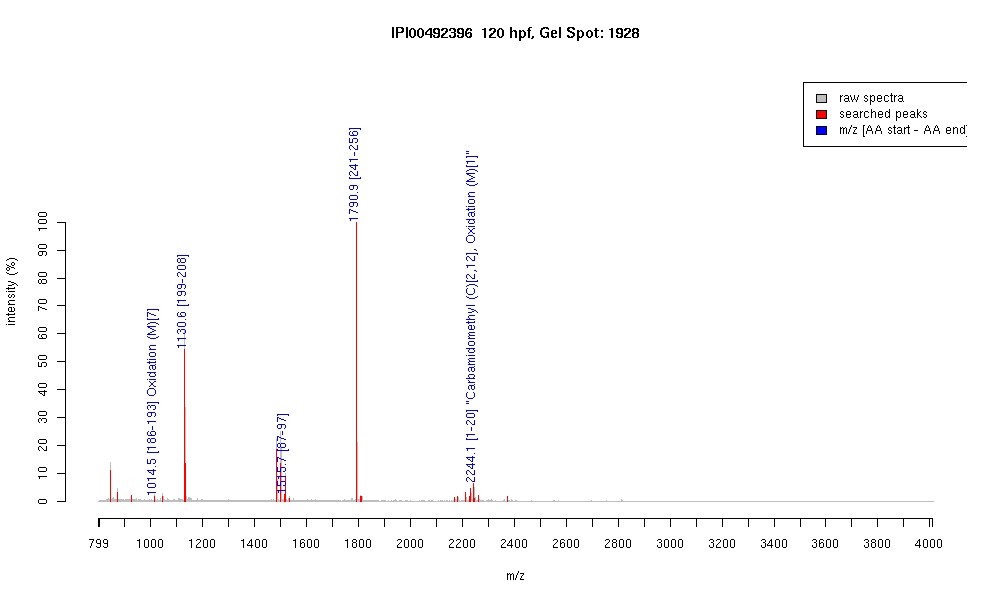 IPI00492396 120 hpf, Gel Spot: 1928
raw spectra
searched peaks
m/z [AA start - AA end]
1790.9 [241-256]
2244.1 [1-20] "Carbamidomethyl (C)[2,12], Oxidation (M)[1]"
1130.6 [199-208]
1014.5 [186-193] Oxidation (M)[7]
[87-97]
intensity (%)
100
90
80
70
60
50
40
30
20
10
0
799 1000 1200 1400 1600 1800 2000 2200 2400 2600 2800 3000 3200 3400 3600 3800 4000
m/z